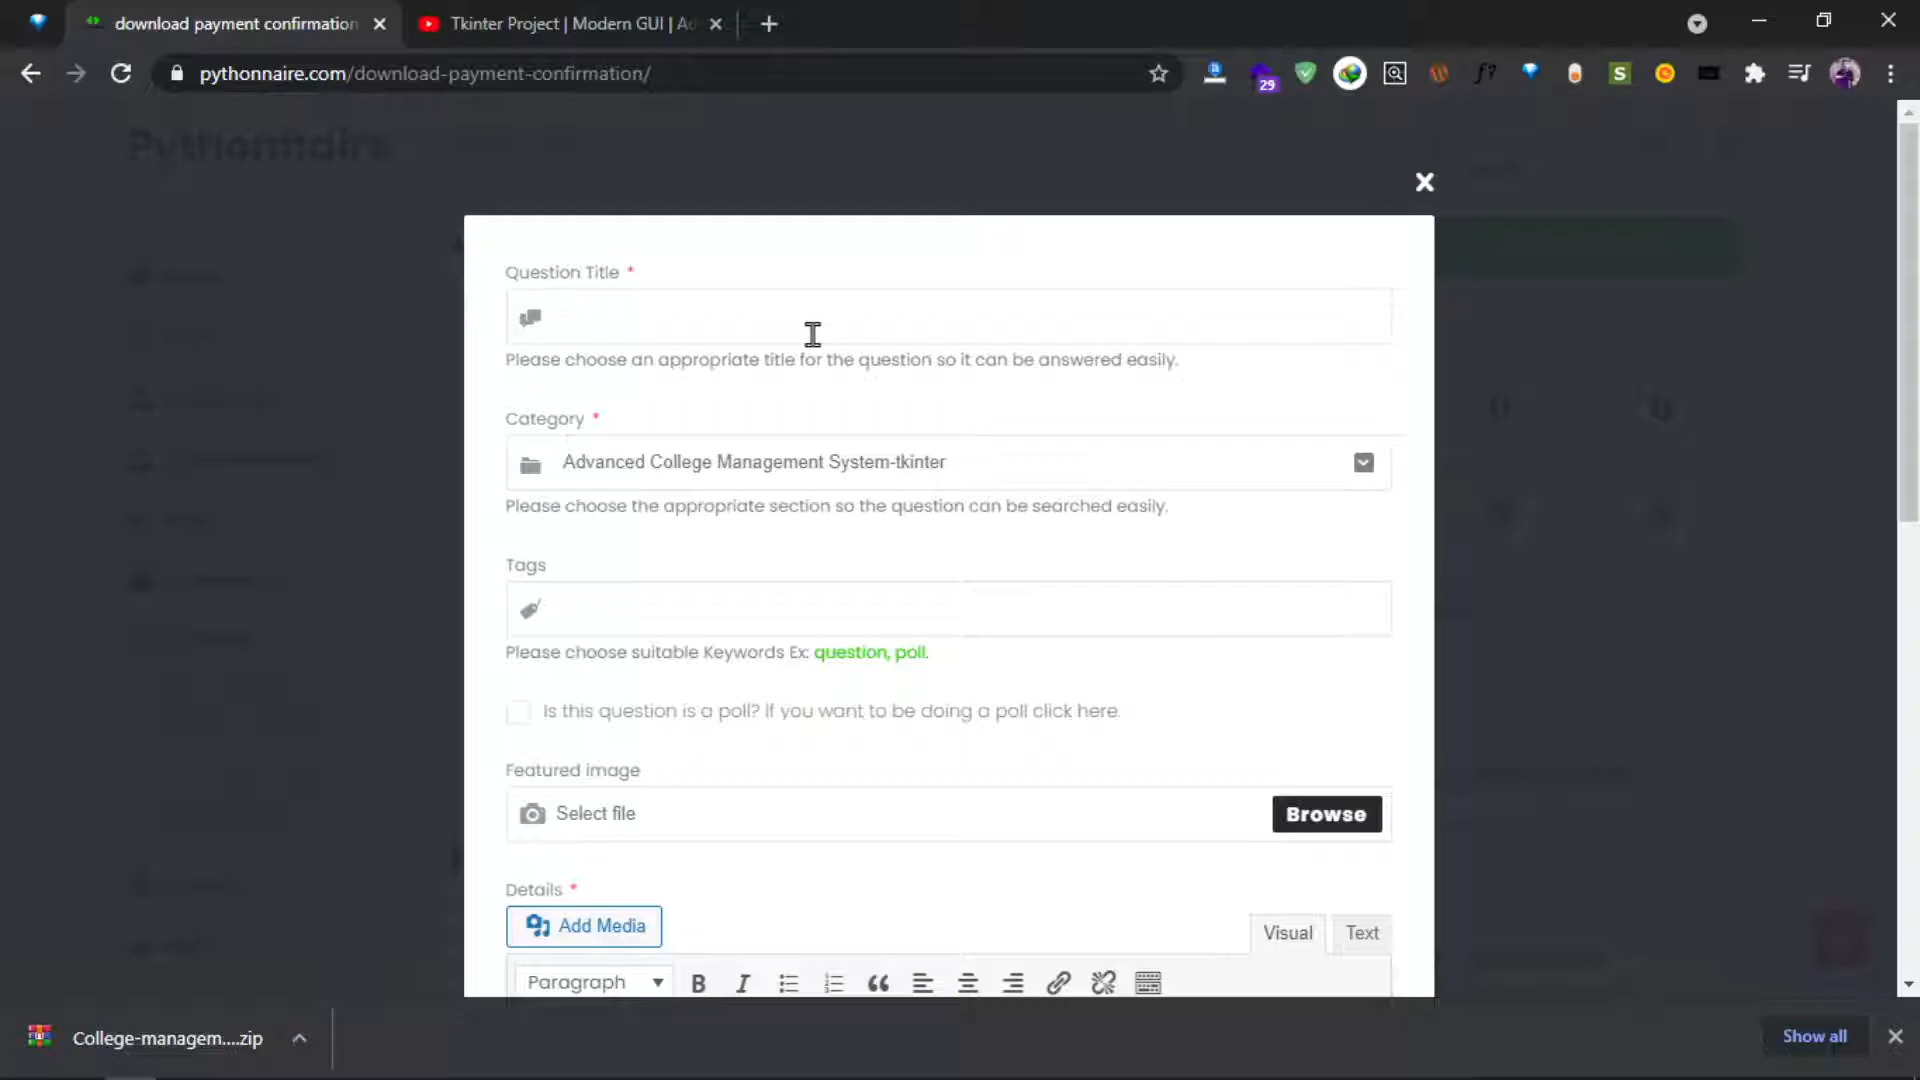 download payment confirmation
Tkinter Project | Modern GUI | Ad
pythonnaire.com/download-payment-confirmation/
29
S
f?
Pythonnaire
Question Title *
Please choose an appropriate title for the question so it can be answered easily.
Category *
Advanced College Management System-tkinter
Please choose the appropriate section so the question can be searched easily.
Tags
Please choose suitable Keywords Ex: question, poll.
Is this question is a poll? If you want to be doing a poll click here.
Featured image
Select file
Browse
Details *
Add Media
Visual
Text
Paragraph
B
I
College-managem....zip
Show all